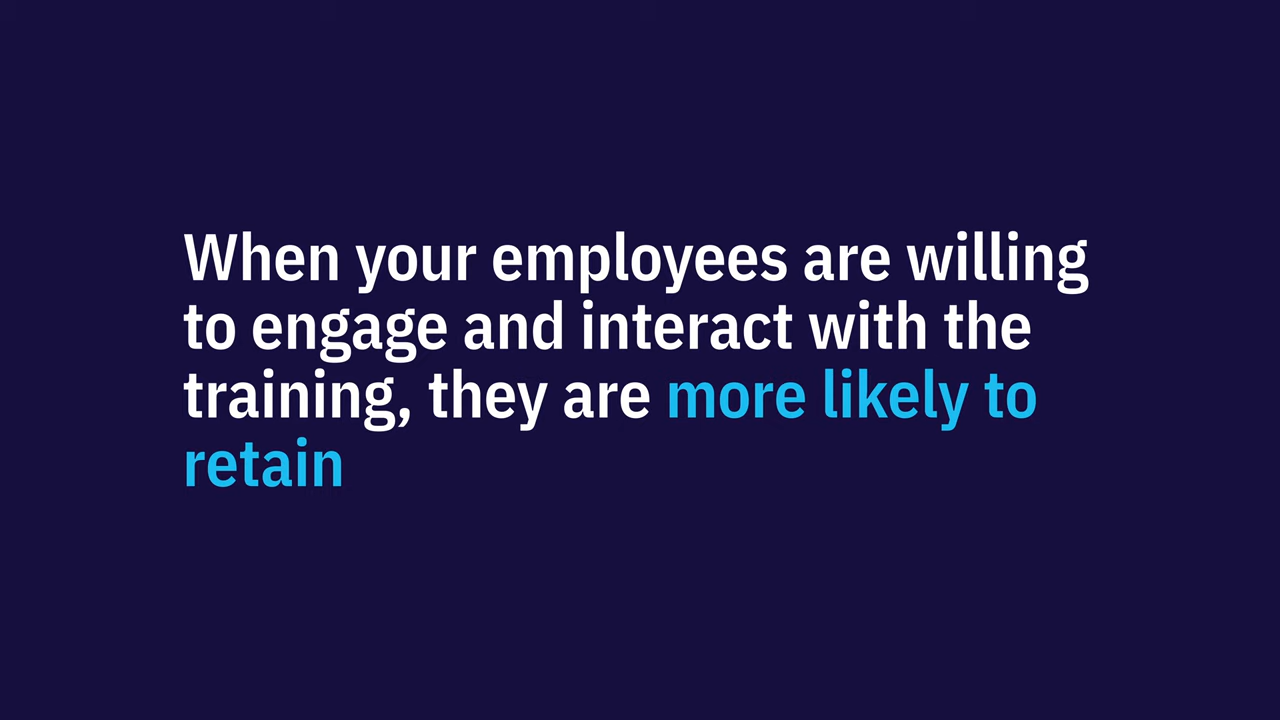 When your employees are willing
to engage and interact with the
training, they are more likely to
retain